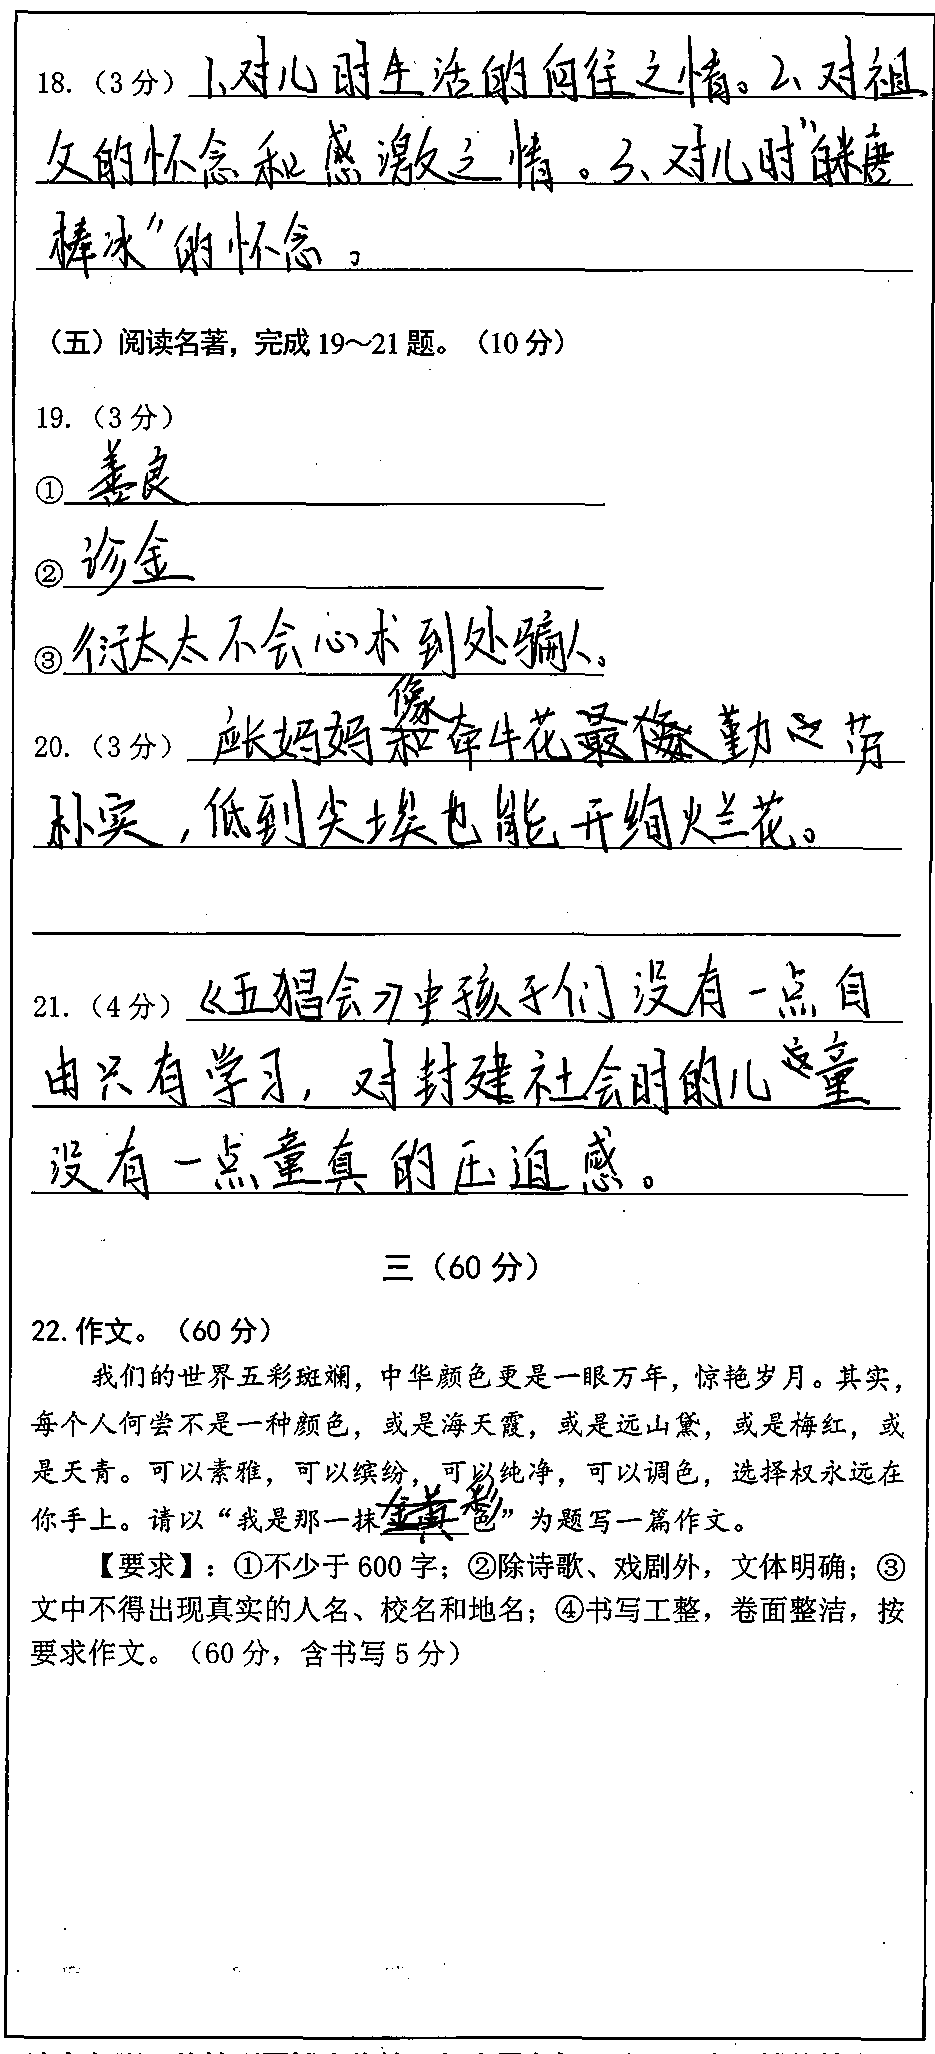 18.（3分）1、对儿时生活的向往之情。2、对祖
父的怀念和感激之情。3、对儿时“白糖
棒冰”的怀念。
（五）阅读名著，完成19～21题。（10分）
19.（3分）
①善良
②诊金
③衍太太不会心术到处骗人。
20.（3分）长妈妈像牵牛花勤劳
朴实，低到尖埃也能开绚烂花。
21.（4分）《五猖会》中孩子们没有一点自
由只有学习，对封建社会时的儿童
没有一点童真的压迫感。
三（60分）
22.作文。（60分）
我们的世界五彩斑斓，中华颜色更是一眼万年，惊艳岁月。其实，
每个人何尝不是一种颜色，或是海天霞，或是远山黛，或是梅红，或
是天青。可以素雅，可以缤纷，可以纯净，可以调色，选择权永远在
你手上。请以“我是那一抹彩色”为题写一篇作文。
【要求】：①不少于600字；②除诗歌、戏剧外，文体明确；③
文中不得出现真实的人名、校名和地名；④书写工整，卷面整洁，按
要求作文。（60分，含书写5分）